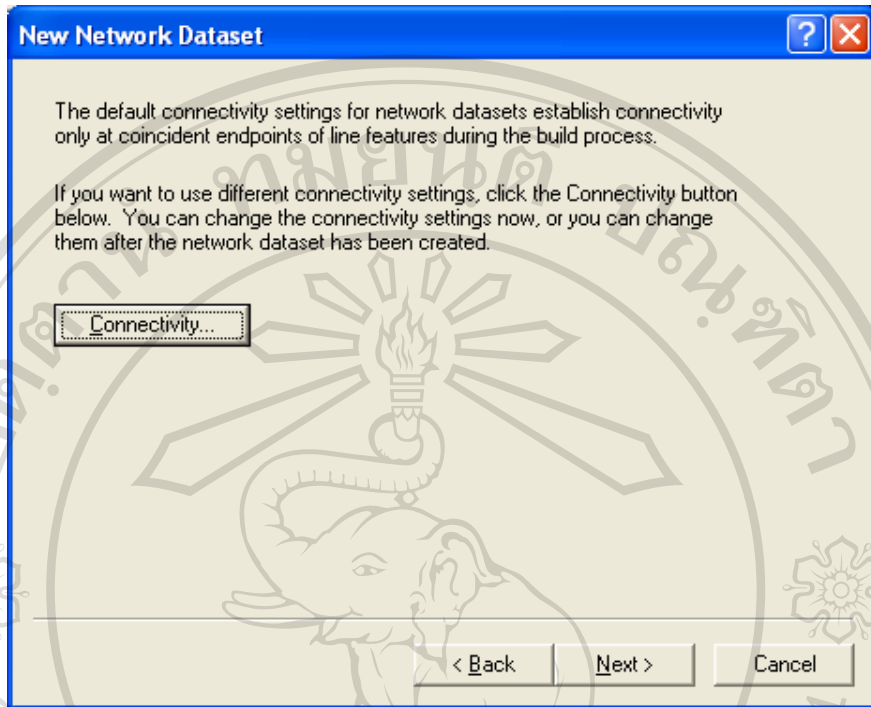 New Network Dataset
The default connectivity settings for network datasets establish connectivity
only at coincident endpoints of line features during the build process.
If you want to use different connectivity settings, click the Connectivity button
below. You can change the connectivity settings now, or you can change
them after the network dataset has been created.
Connectivity...
< Back
Next >
Cancel